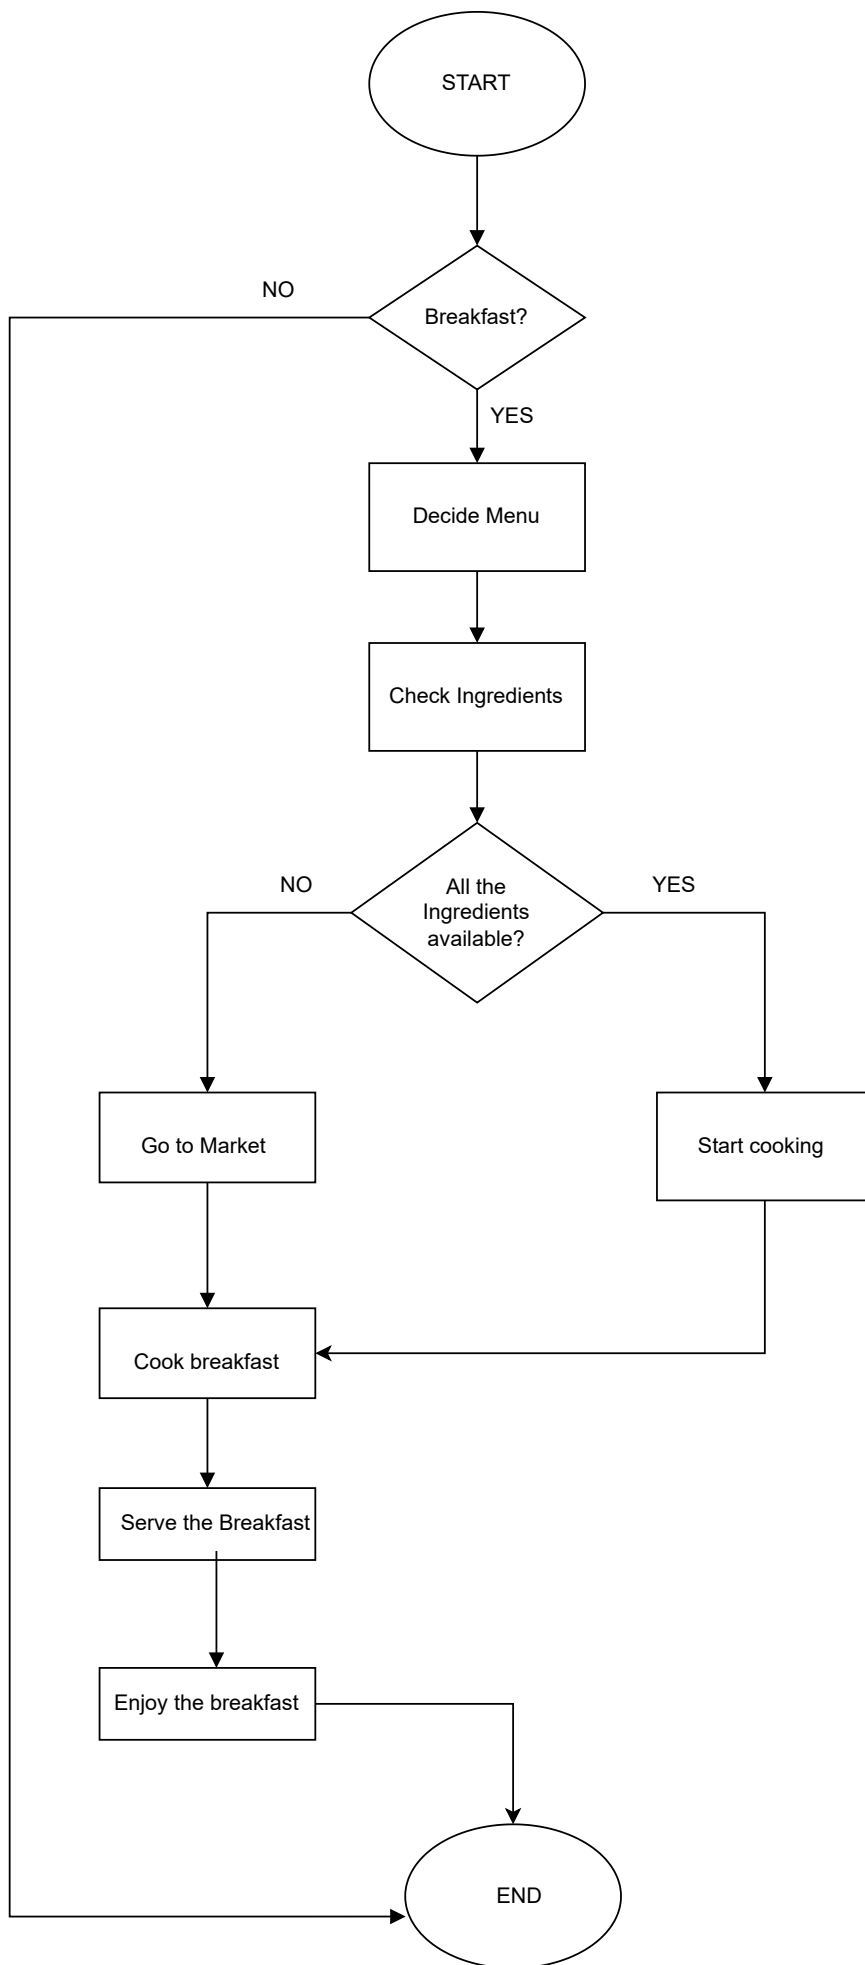 START
NO
Breakfast?
YES
Decide Menu
Check Ingredients
NO
All the
Ingredients
available?
YES
Go to Market
Start cooking
Cook breakfast
Serve the Breakfast
Enjoy the breakfast
END